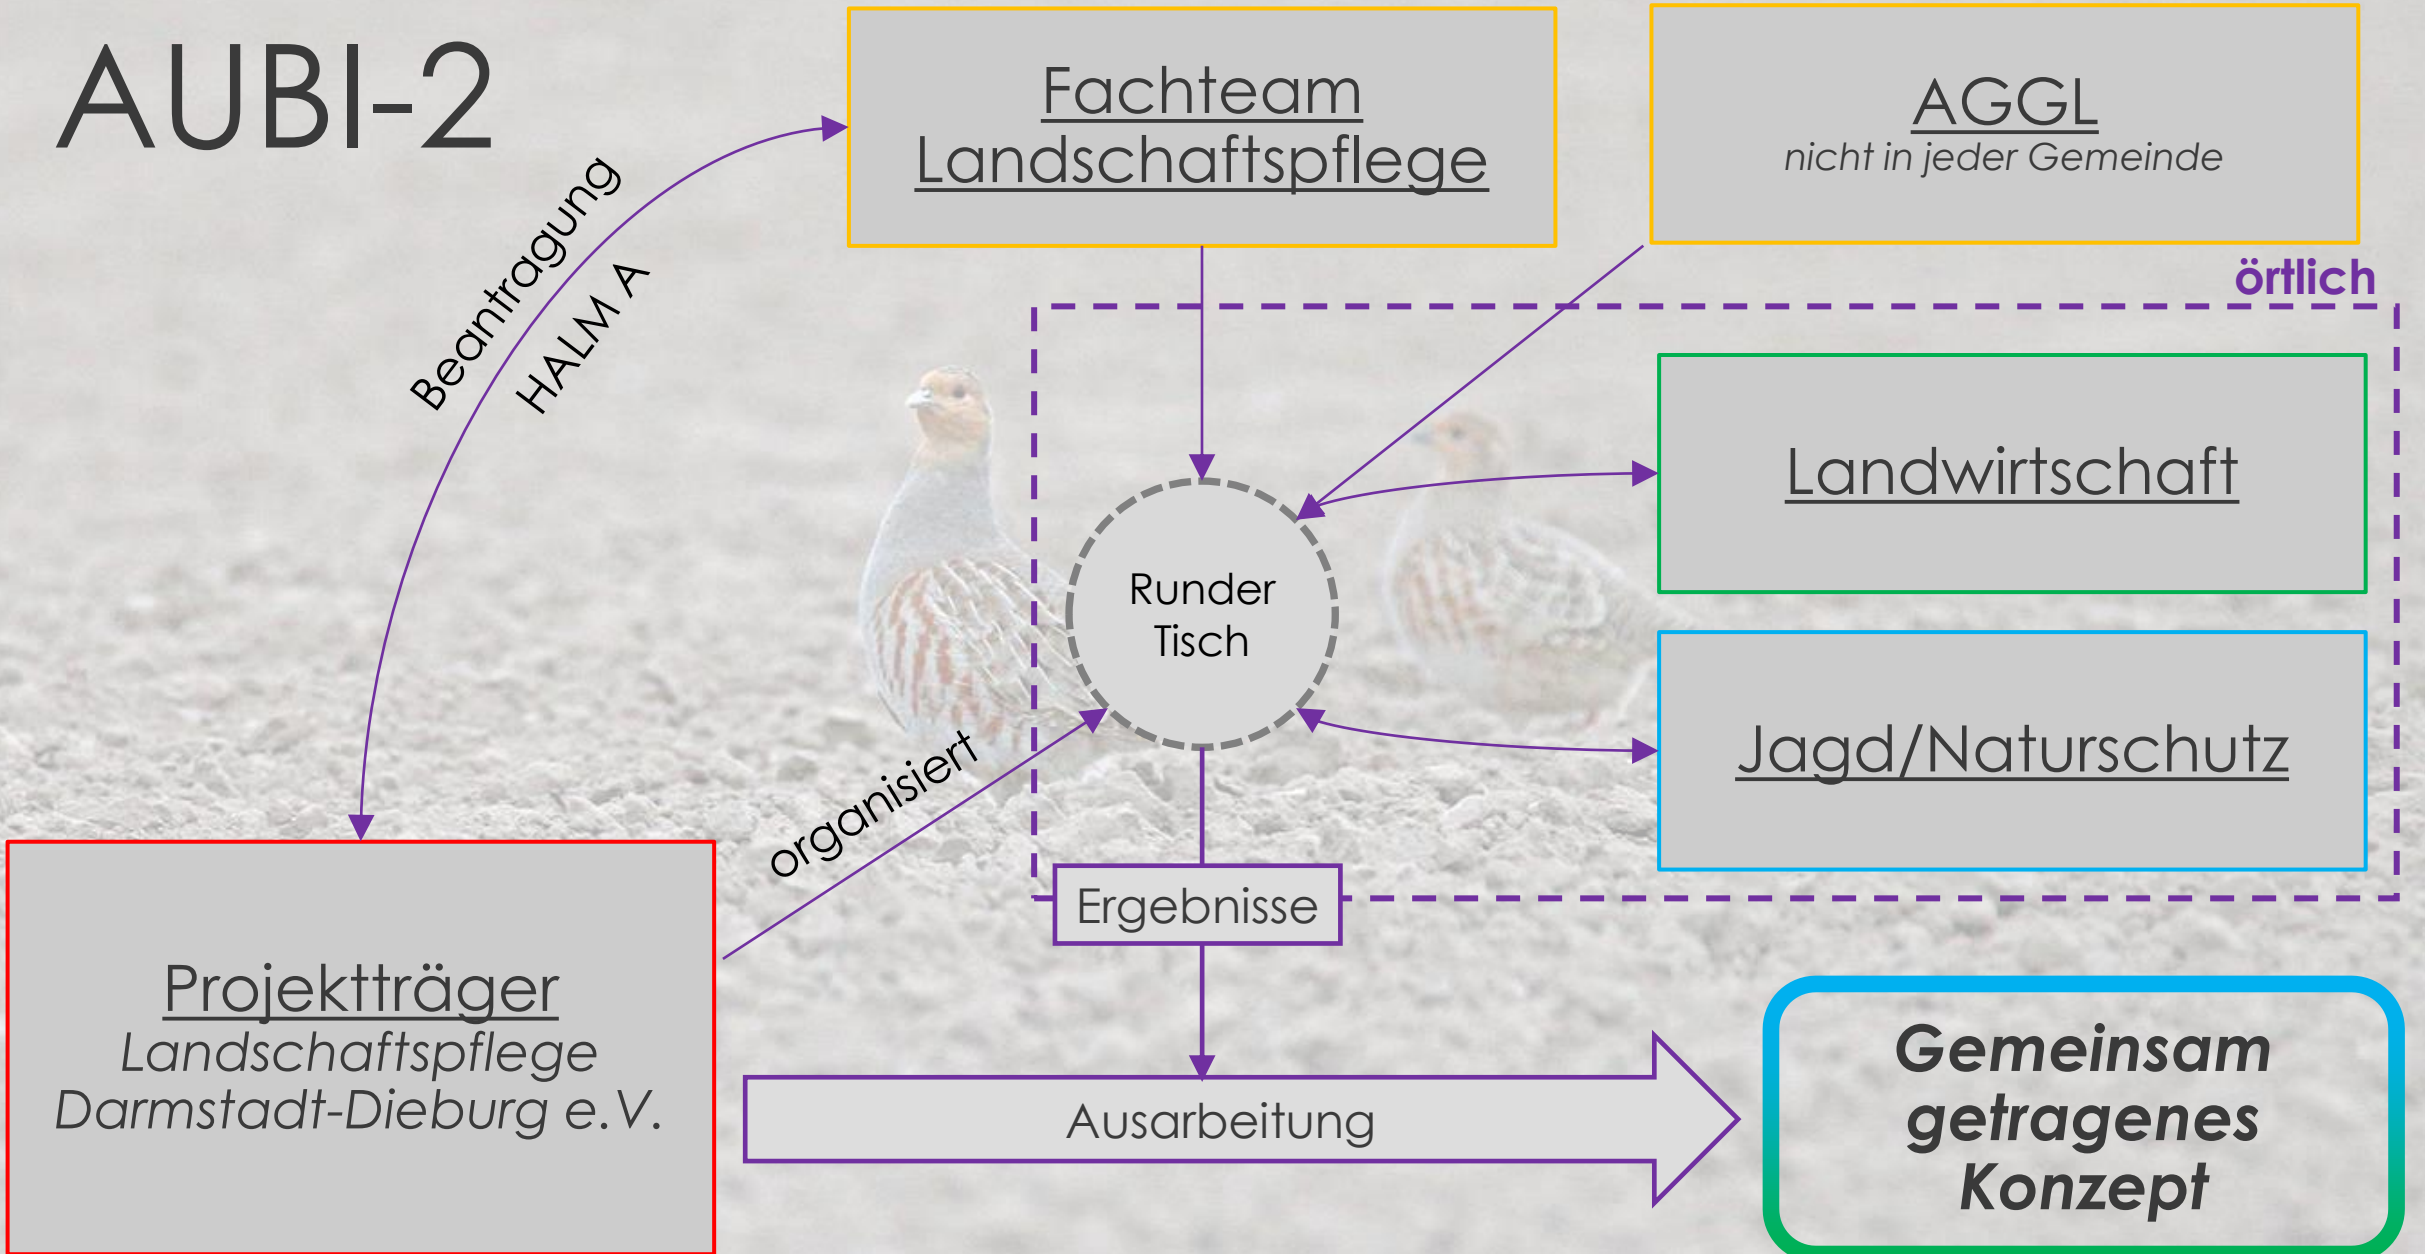 AUBI-2
Fachteam
Landschaftspflege
AGGL
nicht in jeder Gemeinde
Beantragung
HALM A
örtlich
Landwirtschaft
Runder
Tisch
Jagd/Naturschutz
organisiert
Ergebnisse
Projektträger
Landschaftspflege
Darmstadt-Dieburg e.V.
Ausarbeitung
Gemeinsam
getragenes
Konzept